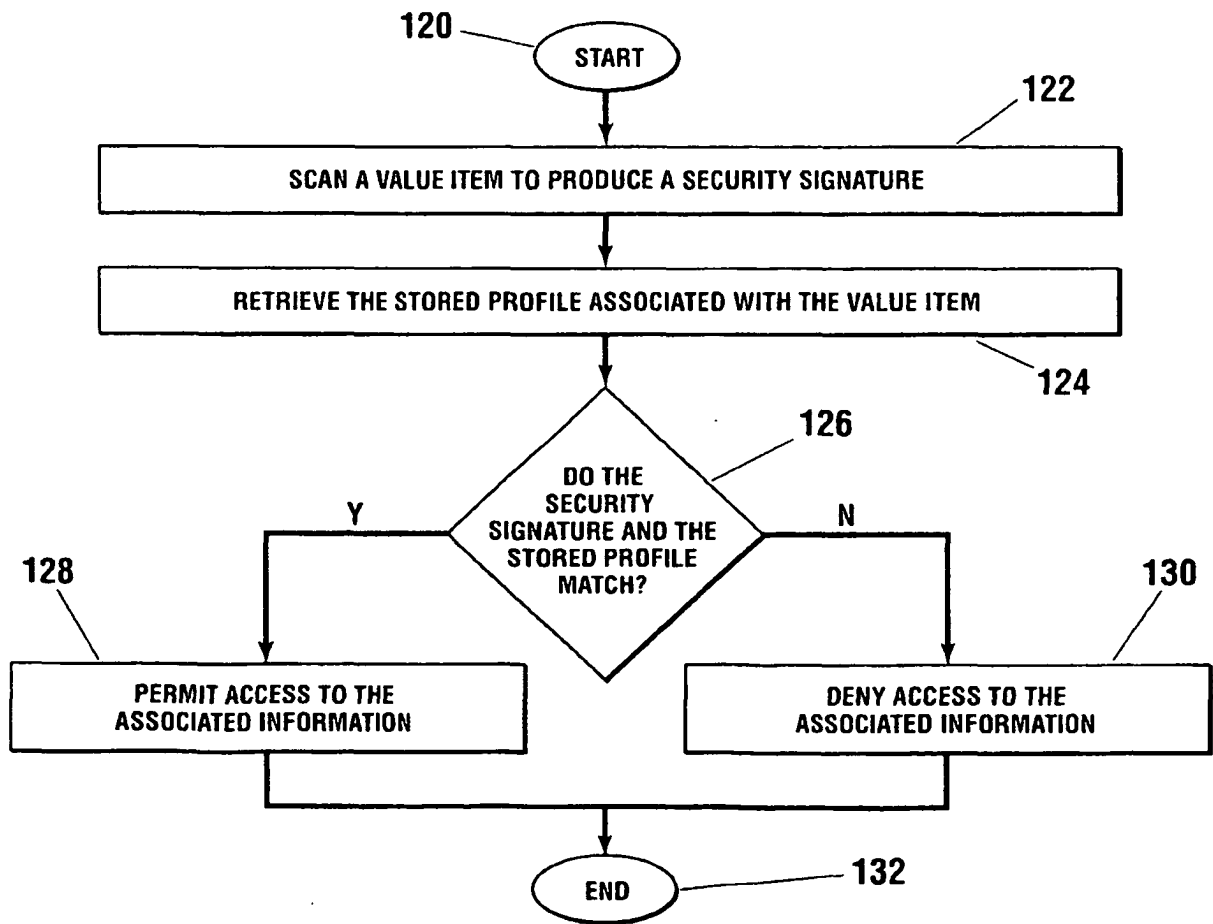 120
START
122
SCAN A VALUE ITEM TO PRODUCE A SECURITY SIGNATURE
RETRIEVE THE STORED PROFILE ASSOCIATED WITH THE VALUE ITEM
124
126
DO THE
SECURITY
SIGNATURE AND THE
STORED PROFILE
MATCH?
Y
N
128
130
PERMIT ACCESS TO THE
ASSOCIATED INFORMATION
DENY ACCESS TO THE
ASSOCIATED INFORMATION
END
132